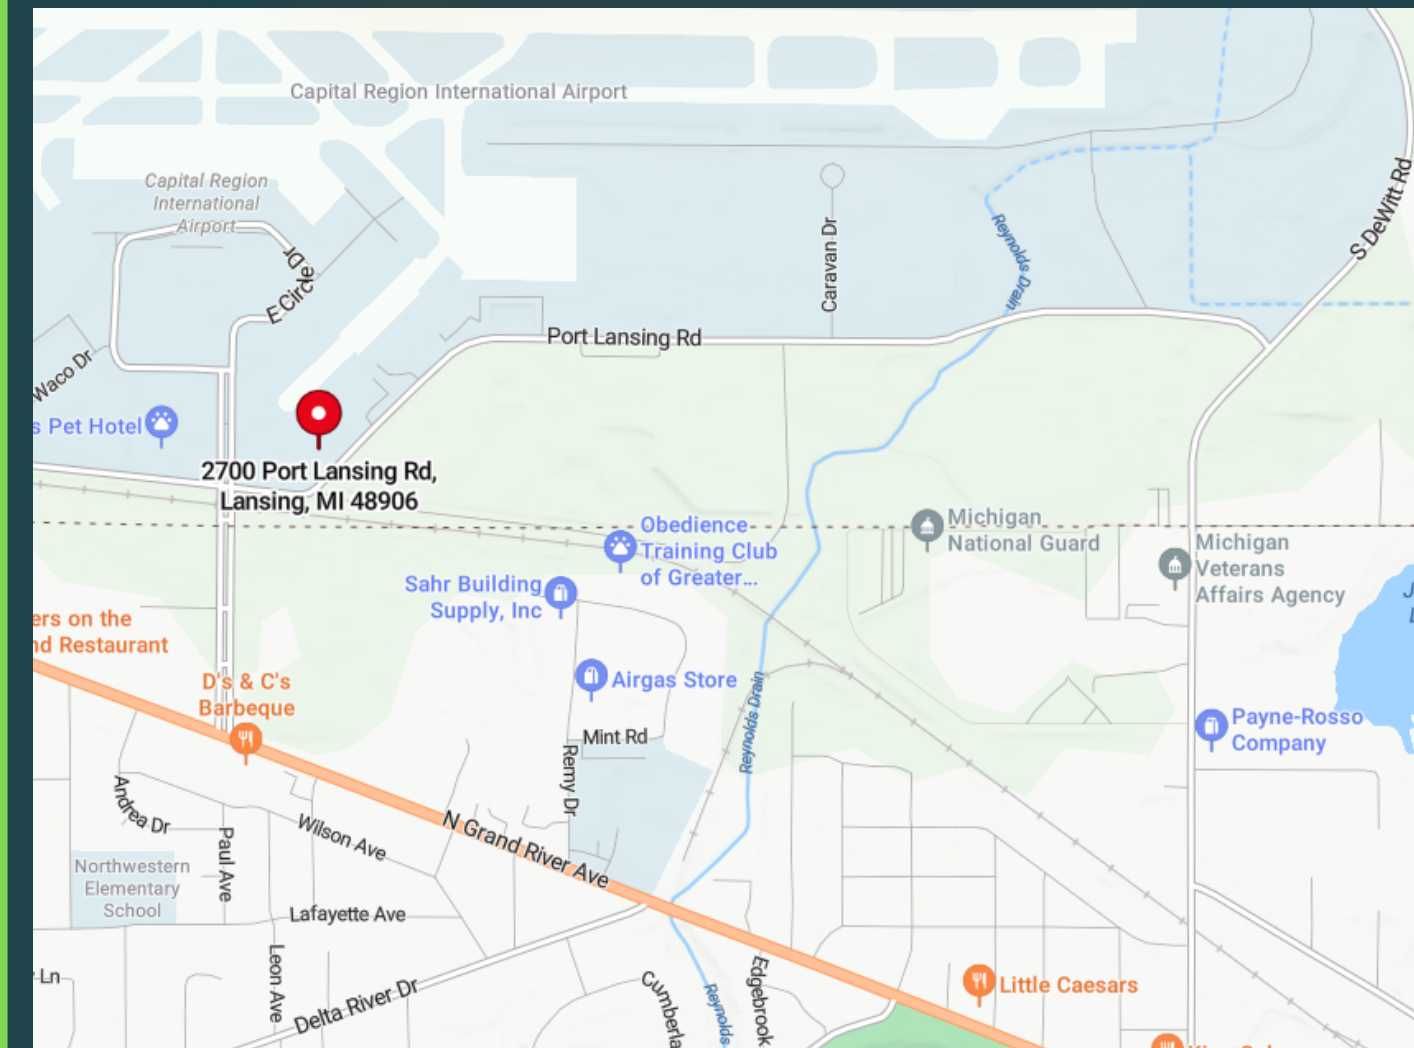 Capital Region International Airport
Capital Region
International
Airport
S DeWitt Rd
Caravan Dr
Reynolds Drain
E Circle Dr
Port Lansing Rd
Waco Dr
s Pet Hotel
2700 Port Lansing Rd,
Lansing, MI 48906
Obedience
Training Club
of Greater...
Michigan
National Guard
Michigan
Veterans
Affairs Agency
Sahr Building
Supply, Inc
ers on the
nd Restaurant
D's & C's
Barbeque
Airgas Store
Reynolds Drain
Payne-Rosso
Company
Mint Rd
Remy Dr
Andrea Dr
Paul Ave
Wilson Ave
N Grand River Ave
Northwestern
Elementary
School
Lafayette Ave
Leon Ave
Ln
Delta River Dr
Cumberla
Reynolds
Edgebrook
Little Caesars